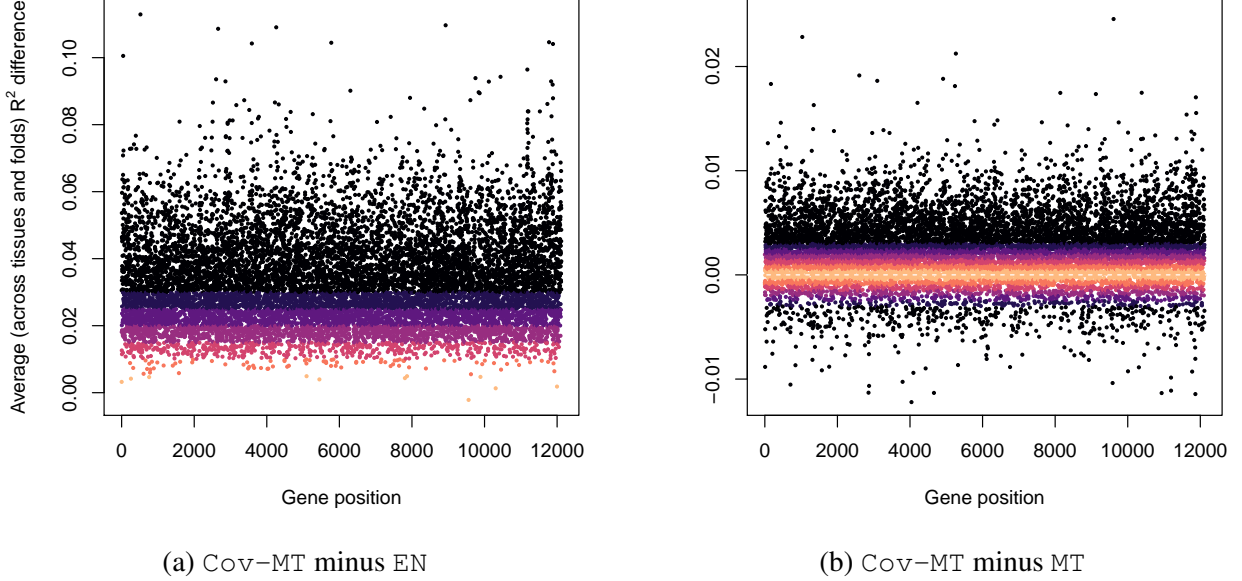 Average (across tissues and folds) R² difference
0.00 0.02 0.04 0.06 0.08 0.10
0 2000 4000 6000 8000 10000 12000
Gene position
(a) Cov-MT minus EN
−0.01 0.00 0.01 0.02
0 2000 4000 6000 8000 10000 12000
Gene position
(b) Cov-MT minus MT